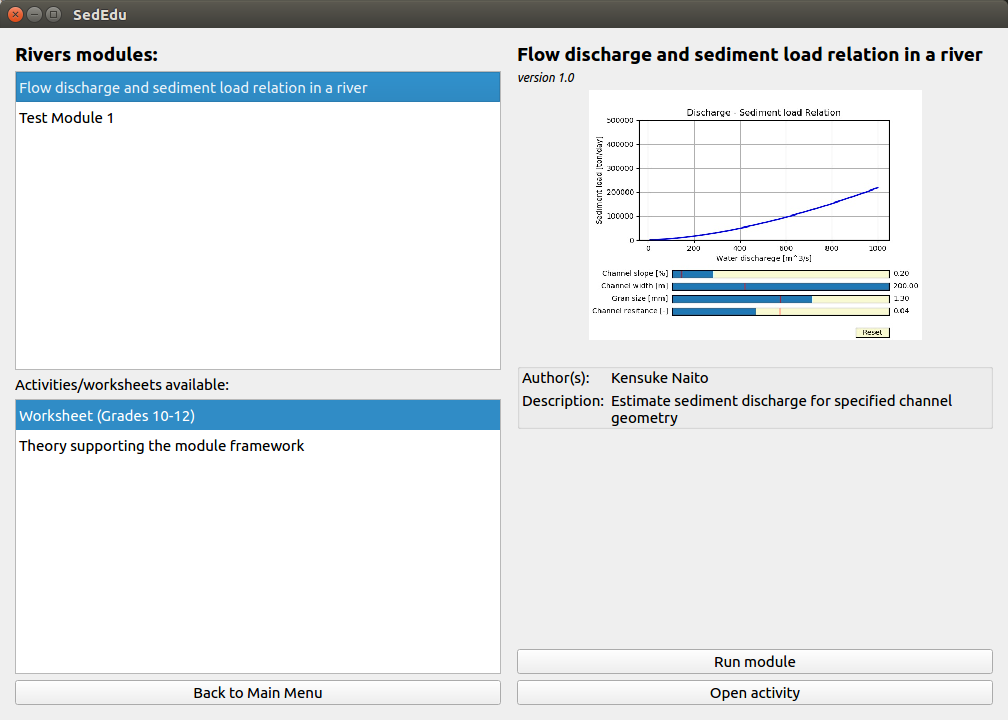 SedEdu
Rivers modules:
Flow discharge and sediment load relation in a river
Test Module 1
Activities/worksheets available:
Worksheet (Grades 10-12)
Theory supporting the module framework
Back to Main Menu
Flow discharge and sediment load relation in a river
version 1.0
Discharge - Sediment load Relation
Sediment load [ton/day]
500000
400000
300000
200000
100000
0
0 200 400 600 800 1000
Water discharege [m^3/s]
Channel slope [%] 0.20
Channel width [m] 200.00
Gran size [mm] 1.30
Channel resitance [-] 0.04
Reset
Author(s): Kensuke Naito
Description: Estimate sediment discharge for specified channel
geometry
Run module
Open activity